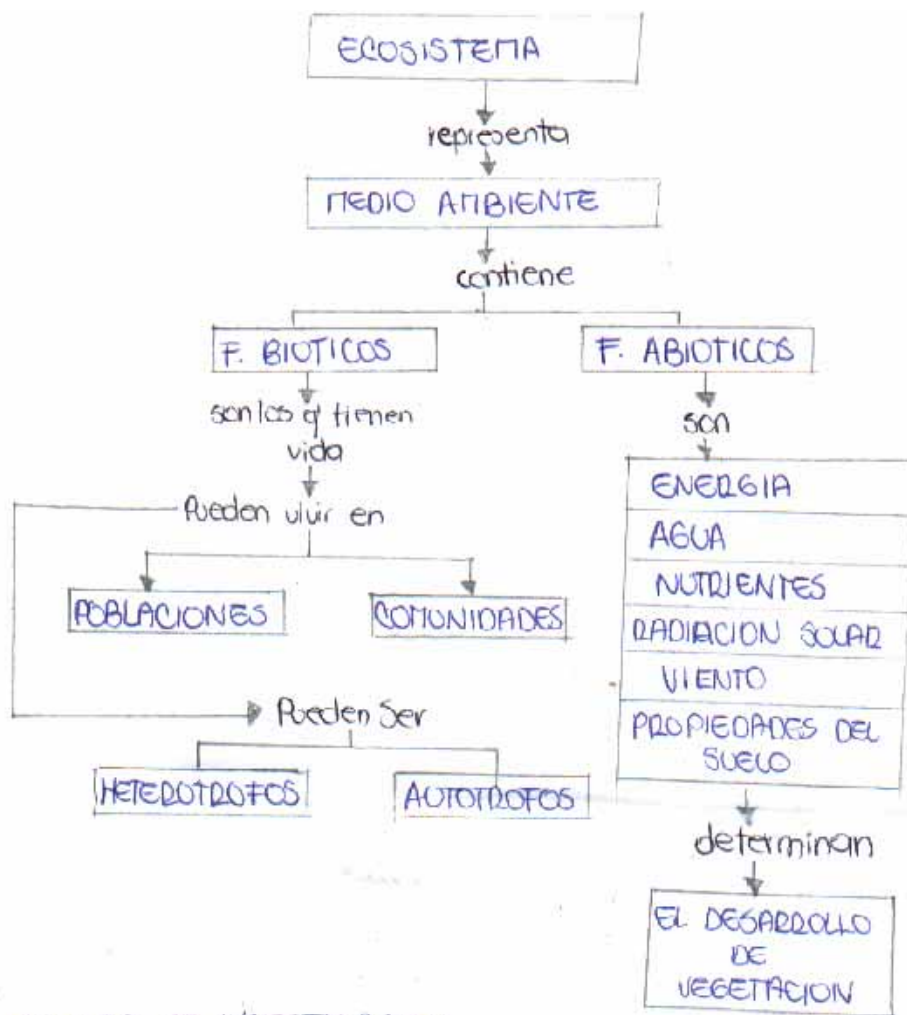 ECOSISTEMA
representa
MEDIO AMBIENTE
contiene
F. BIOTICOS
F. ABIOTICOS
son los q' tienen
vida
son
Pueden vivir en
ENERGIA
AGUA
NUTRIENTES
RADIACION SOLAR
VIENTO
PROPIEDADES DEL
SUELO
POBLACIONES
COMUNIDADES
Pueden Ser
HETEROTROFOS
AUTOTROFOS
determinan
EL DESARROLLO
DE
VEGETACION